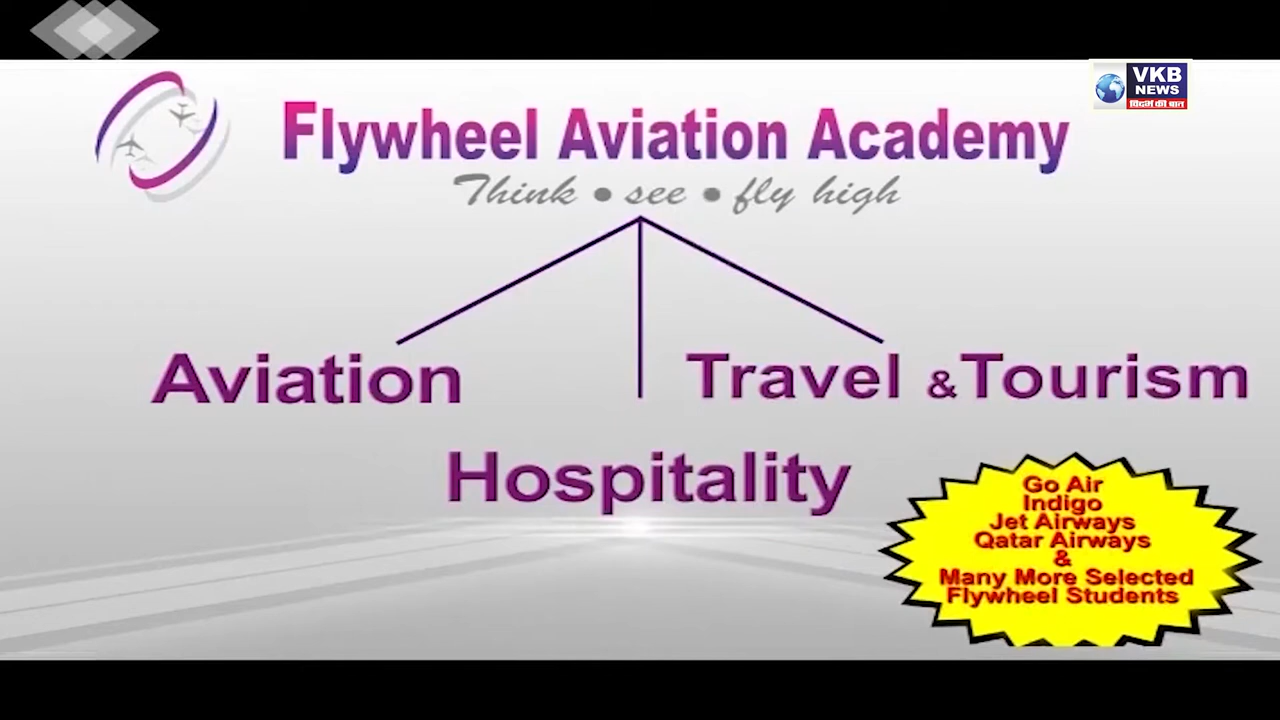 VKB
NEWS
विदर्भ की बात
Flywheel Aviation Academy
Think • see • fly high
Aviation
Travel & Tourism
Hospitality
Go Air
Indigo
Jet Airways
Qatar Airways
&
Many More Selected
Flywheel Students